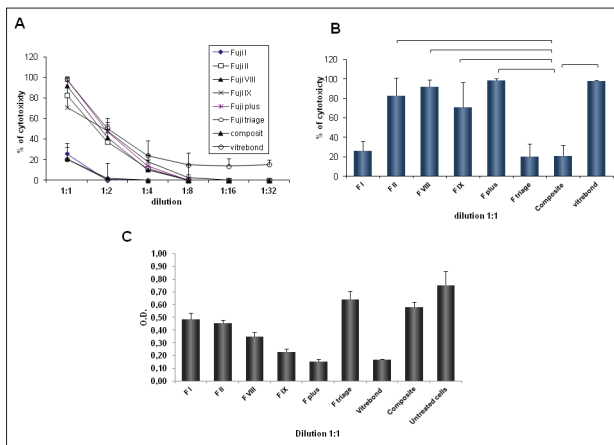 A
% of cytotoxixty
120
100
80
60
40
20
0
1:1 1:2 1:4 1:8 1:16 1:32
dilution
Fuji I
Fuji II
Fuji VIII
Fuji IX
Fuji plus
Fuji triage
composit
vitrebond
B
% of cytotoxicty
120
100
80
60
40
20
0
F I F II F VIII F IX F plus F triage Composite vitrebond
dilution 1:1
C
O.D.
1,00
0,90
0,80
0,70
0,60
0,50
0,40
0,30
0,20
0,10
0,00
F I F II F VIII F IX F plus F triage Vitrebond Composite Untreated cells
Dilution 1:1